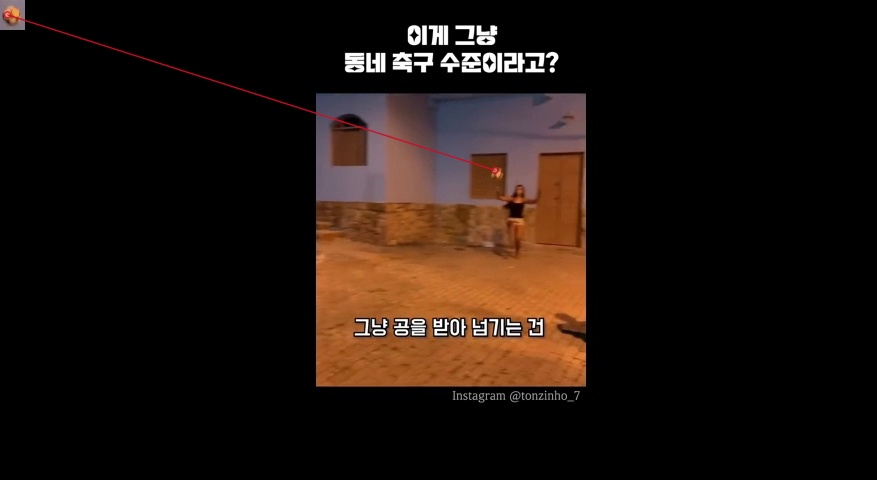 이게 그냥
동네 축구 수준이라고?
그냥 공을 받아 넘기는 건
Instagram @tonzinho_7